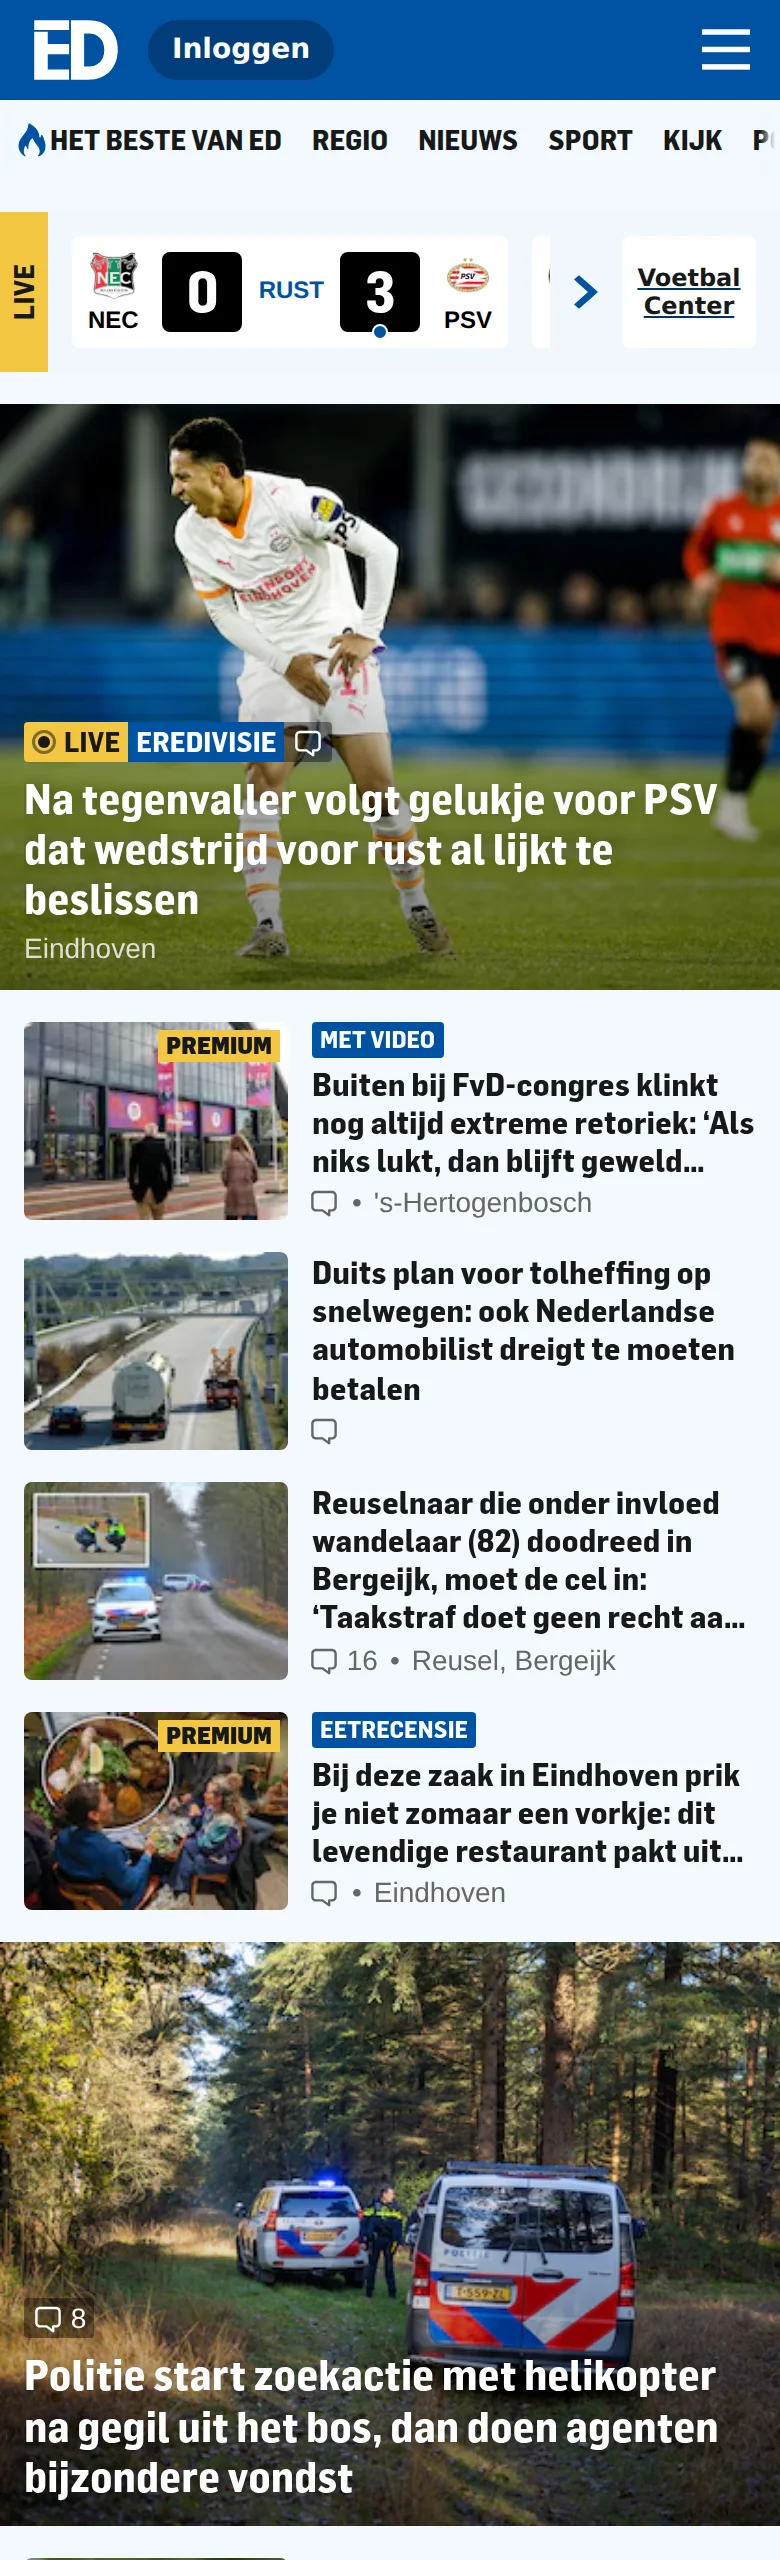 ED
Inloggen
HET BESTE VAN ED REGIO NIEUWS SPORT KIJK
LIVE
NEC
NEC
0
RUST
3
PSV
PSV
Voetbal
Center
EINDHOVEN
LIVE EREDIVISIE
Na tegenvaller volgt gelukje voor PSV
dat wedstrijd voor rust al lijkt te
beslissen
Eindhoven
PREMIUM
MET VIDEO
Buiten bij FvD-congres klinkt
nog altijd extreme retoriek: ‘Als
niks lukt, dan blijft geweld...
• 's-Hertogenbosch
Duits plan voor tolheffing op
snelwegen: ook Nederlandse
automobilist dreigt te moeten
betalen
Reuselnaar die onder invloed
wandelaar (82) doodreed in
Bergeijk, moet de cel in:
‘Taakstraf doet geen recht aa...
16 • Reusel, Bergeijk
PREMIUM
EETRECENSIE
Bij deze zaak in Eindhoven prik
je niet zomaar een vorkje: dit
levendige restaurant pakt uit...
• Eindhoven
POLITIE
8
Politie start zoekactie met helikopter
na gegil uit het bos, dan doen agenten
bijzondere vondst